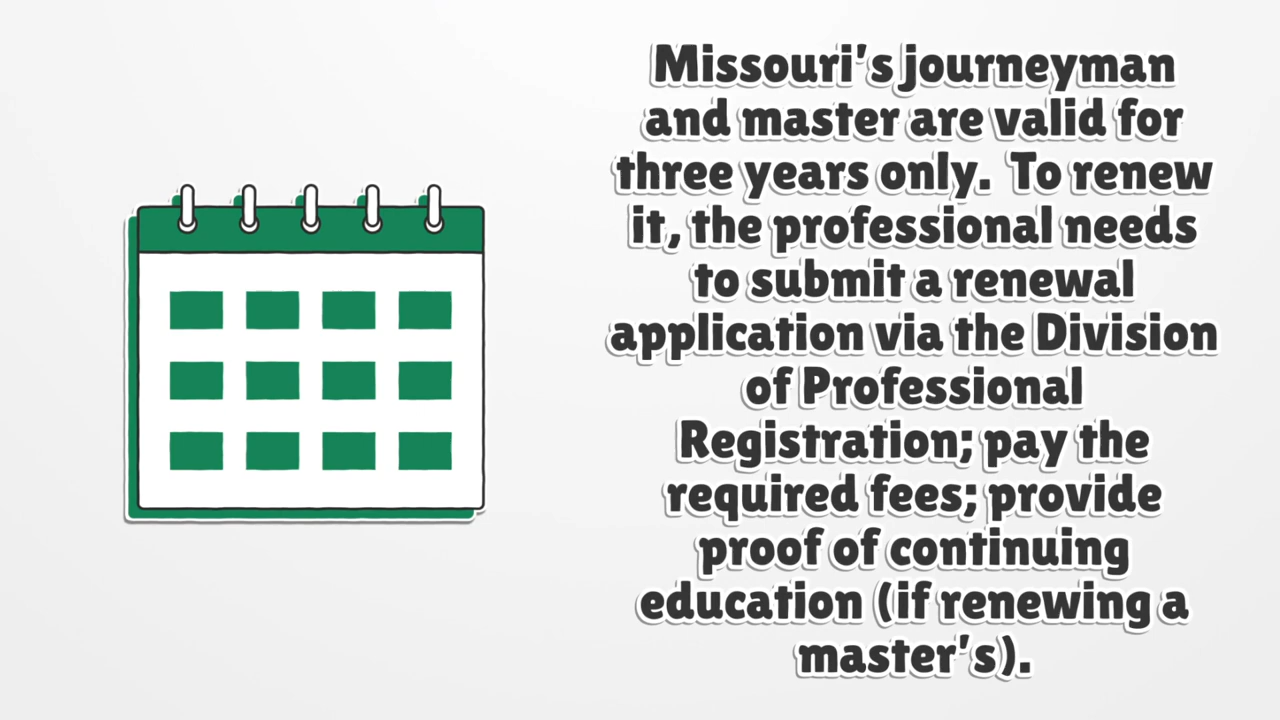 Missouri's journeyman
and master are valid for
three years only. To renew
it, the professional needs
to submit a renewal
application via the Division
of Professional
Registration; pay the
required fees; provide
proof of continuing
education (if renewing a
master's).